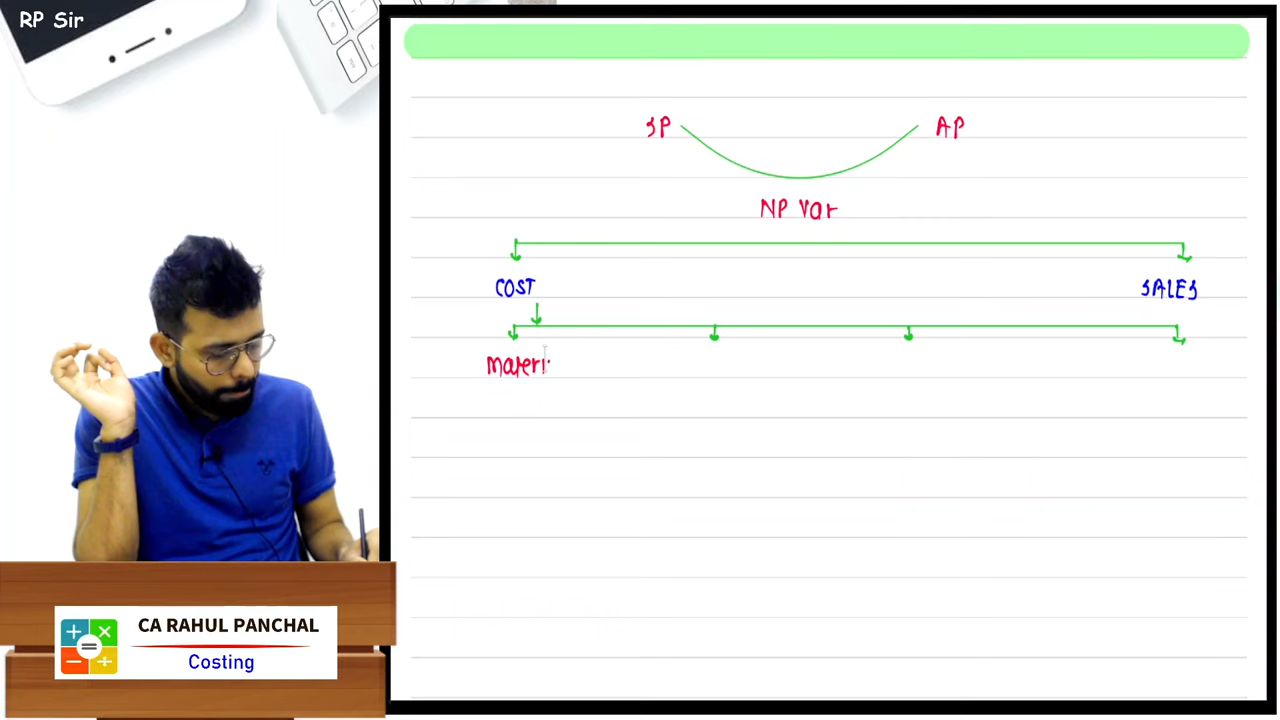 RP Sir
SP AP
NP Var
COST SALES
Materi
CA RAHUL PANCHAL
Costing